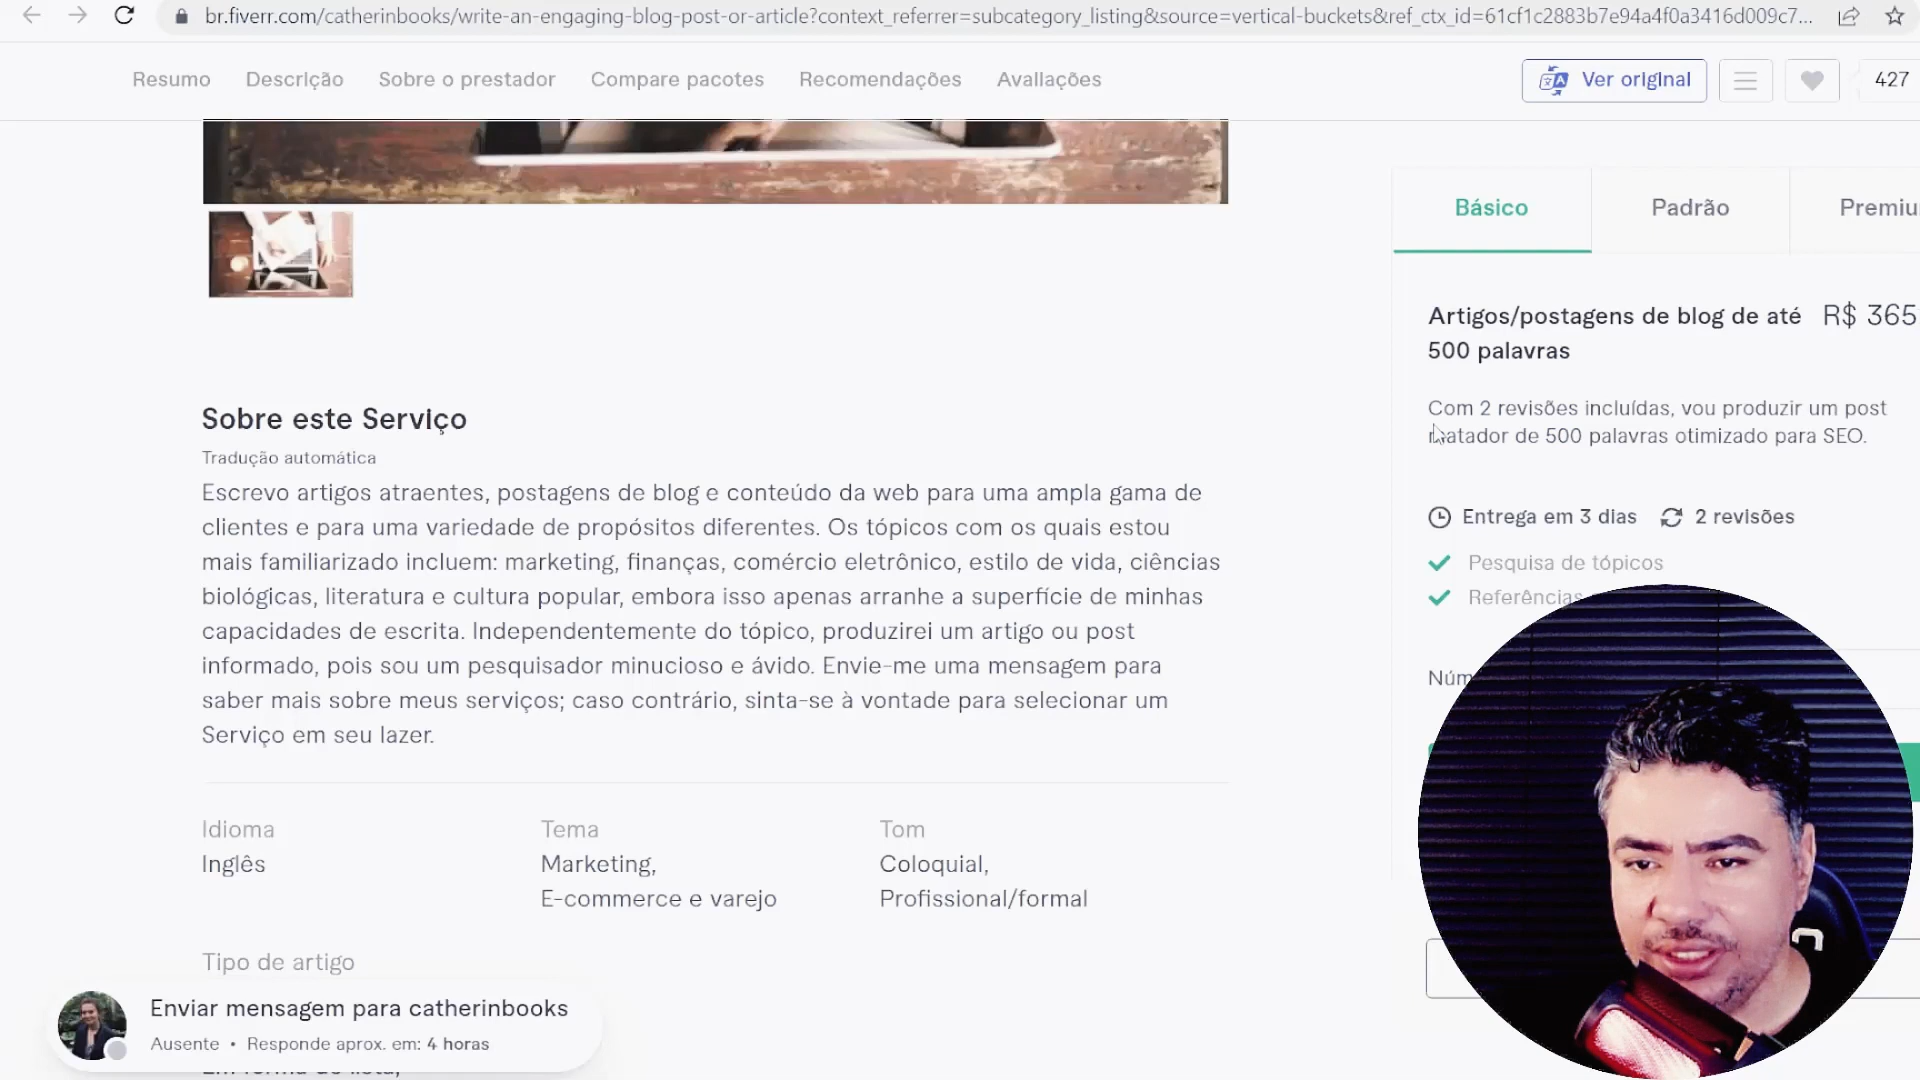 br.fiverr.com/catherinbooks/write-an-engaging-blog-post-or-article?context_referrer=subcategory_listing&source=vertical-buckets&ref_ctx_id=61cf1c2883b7e94a4f0a3416d009c7...
Resumo Descrição Sobre o prestador Compare pacotes Recomendações Avaliações Ver original 427
Básico Padrão Premiu
Artigos/postagens de blog de até R$ 365
500 palavras
Com 2 revisões incluídas, vou produzir um post
matador de 500 palavras otimizado para SEO.
Entrega em 3 dias 2 revisões
Pesquisa de tópicos
Referências
Núm
Sobre este Serviço
Tradução automática
Escrevo artigos atraentes, postagens de blog e conteúdo da web para uma ampla gama de
clientes e para uma variedade de propósitos diferentes. Os tópicos com os quais estou
mais familiarizado incluem: marketing, finanças, comércio eletrônico, estilo de vida, ciências
biológicas, literatura e cultura popular, embora isso apenas arranhe a superfície de minhas
capacidades de escrita. Independentemente do tópico, produzirei um artigo ou post
informado, pois sou um pesquisador minucioso e ávido. Envie-me uma mensagem para
saber mais sobre meus serviços; caso contrário, sinta-se à vontade para selecionar um
Serviço em seu lazer.
Idioma Tema Tom
Inglês Marketing, Coloquial,
E-commerce e varejo Profissional/formal
Tipo de artigo
Enviar mensagem para catherinbooks
Ausente • Responde aprox. em: 4 horas